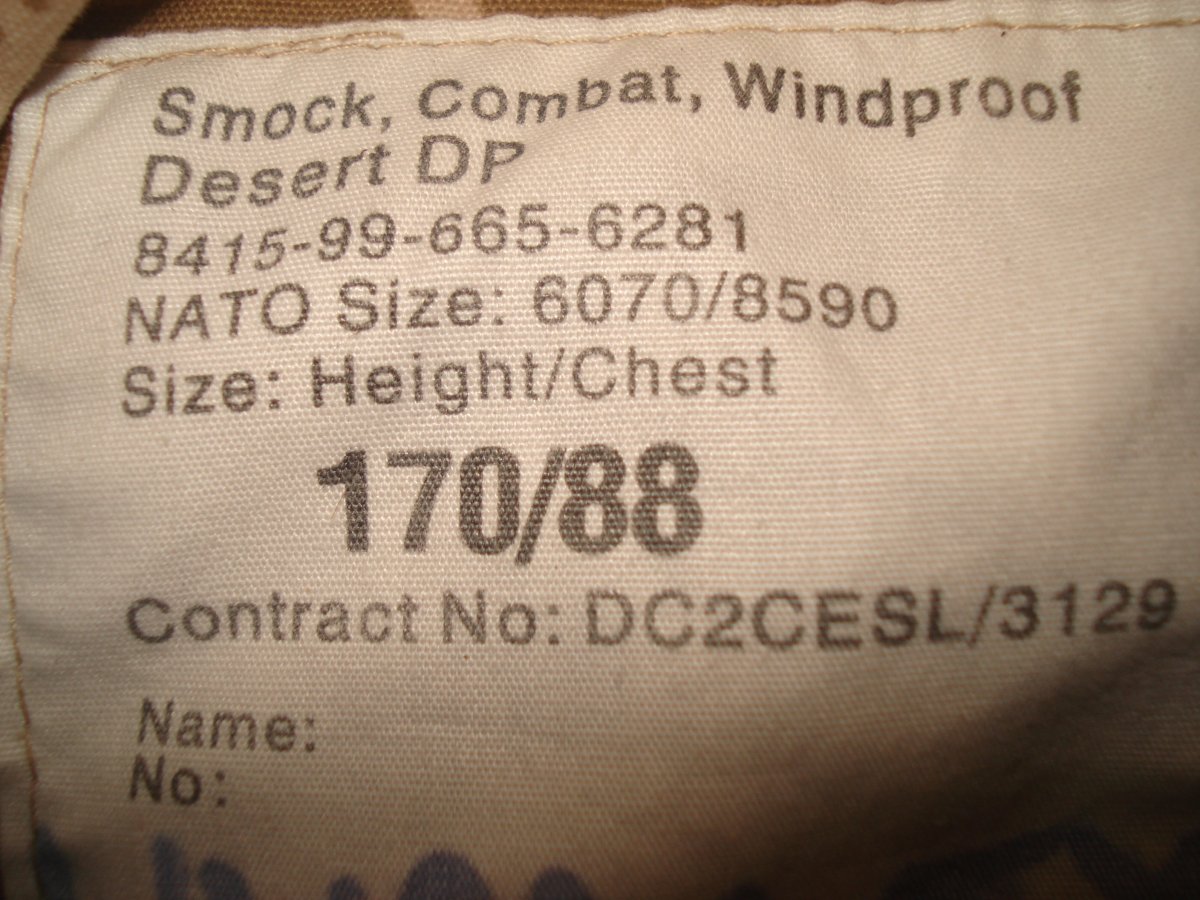 Smock, Combat, Windproof
Desert DP
8415-99-665-6281
NATO Size: 6070/8590
Size: Height/Chest
170/88
Contract No: DC2CESL/3129
Name:
No: